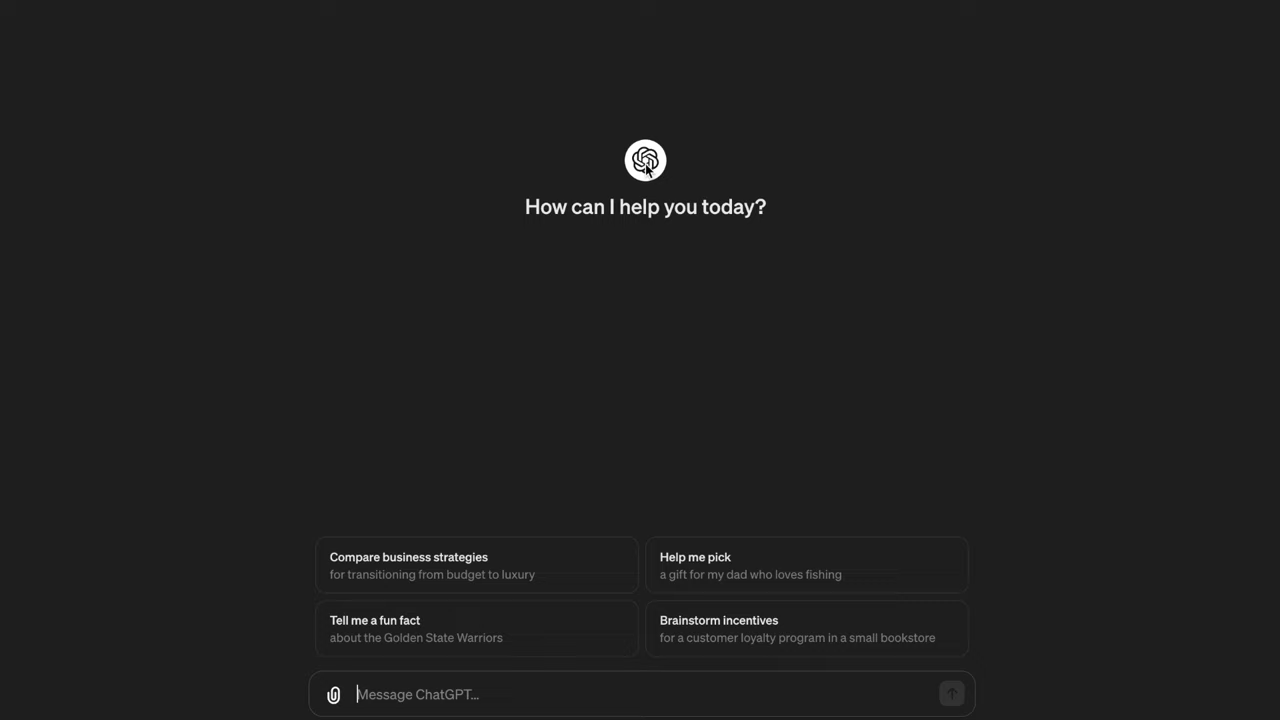 How can I help you today?
Compare business strategies
for transitioning from budget to luxury
Help me pick
a gift for my dad who loves fishing
Tell me a fun fact
about the Golden State Warriors
Brainstorm incentives
for a customer loyalty program in a small bookstore
Message ChatGPT...